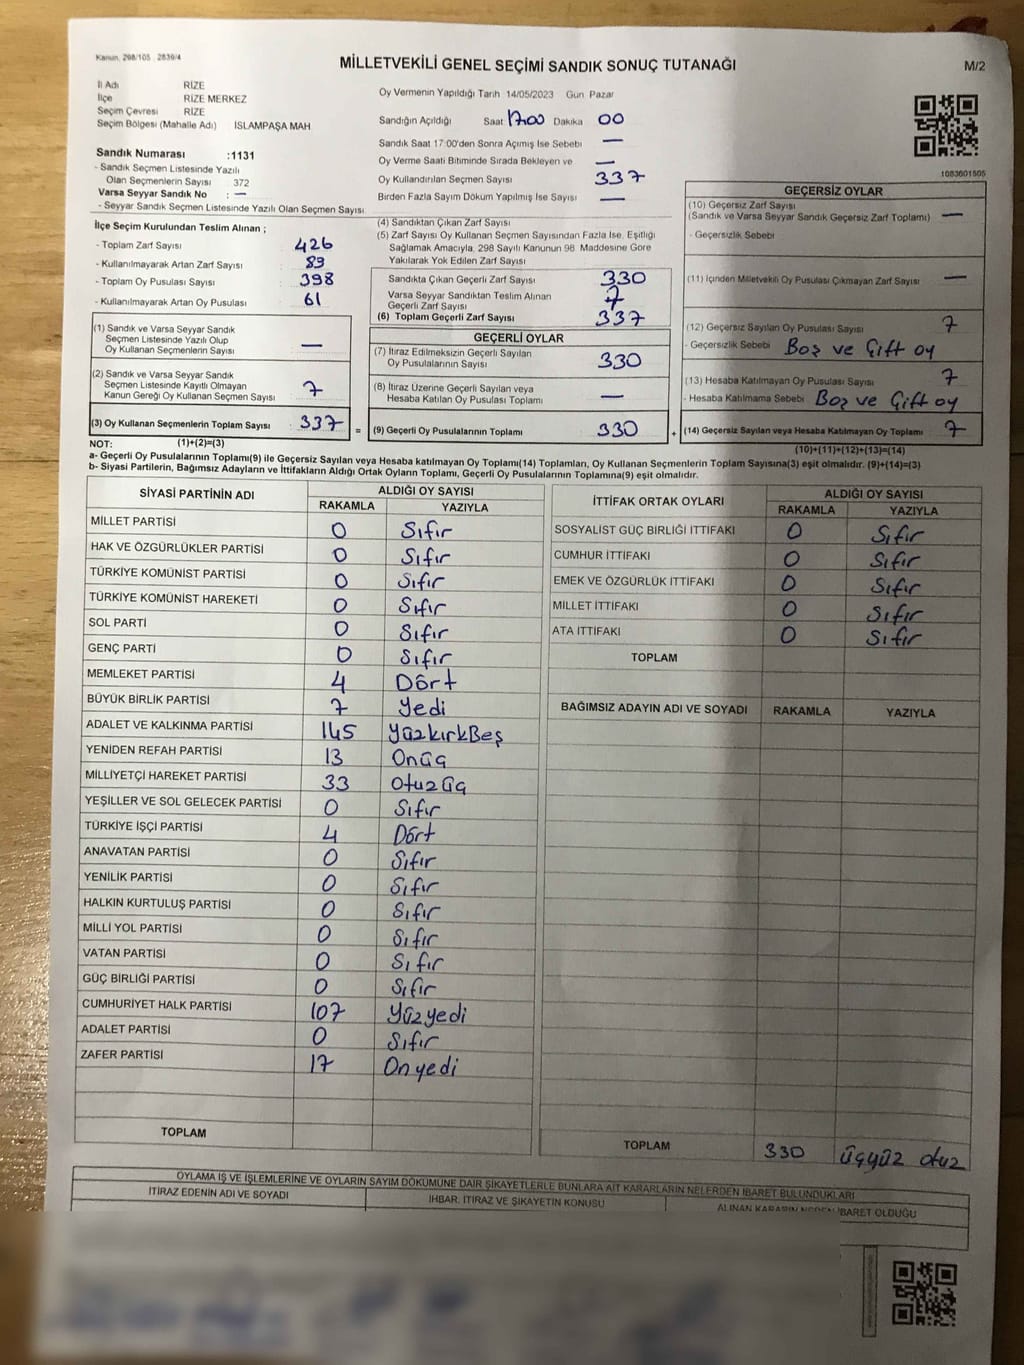 Kanun, 298/105 , 2839/4
MİLLETVEKİLİ GENEL SEÇİMİ SANDIK SONUÇ TUTANAĞI
M/2
İl Adı RİZE
İlçe RİZE MERKEZ
Seçim Çevresi RİZE
Seçim Bölgesi (Mahalle Adı) İSLAMPAŞA MAH
Sandık Numarası :1131
- Sandık Seçmen Listesinde Yazılı
Olan Seçmenlerin Sayısı 372
Varsa Seyyar Sandık No : —
- Seyyar Sandık Seçmen Listesinde Yazılı Olan Seçmen Sayısı
Oy Vermenin Yapıldığı Tarih 14/05/2023 Gün Pazar
Sandığın Açıldığı Saat 17:00 Dakika 00
Sandık Saat 17:00'den Sonra Açımış İse Sebebi —
Oy Verme Saati Bitiminde Sırada Bekleyen ve —
Oy Kullandırılan Seçmen Sayısı 337
Birden Fazla Sayım Döküm Yapılmış İse Sayısı —
1083601505
İlçe Seçim Kurulundan Teslim Alınan ;
- Toplam Zarf Sayısı 426
- Kullanılmayarak Artan Zarf Sayısı 89
- Toplam Oy Pusulası Sayısı 398
- Kullanılmayarak Artan Oy Pusulası 61
(1) Sandık ve Varsa Seyyar Sandık
Seçmen Listesinde Yazılı Olup
Oy Kullanan Seçmenlerin Sayısı —
(2) Sandık ve Varsa Seyyar Sandık
Seçmen Listesinde Kayıtlı Olmayan
Kanun Gereği Oy Kullanan Seçmen Sayısı 7
(3) Oy Kullanan Seçmenlerin Toplam Sayısı 337 =
(4) Sandıktan Çıkan Zarf Sayısı
(5) Zarf Sayısı Oy Kullanan Seçmen Sayısından Fazla İse, Eşitliği
Sağlamak Amacıyla, 298 Sayılı Kanunun 98. Maddesine Göre
Yakılarak Yok Edilen Zarf Sayısı
Sandıkta Çıkan Geçerli Zarf Sayısı 330
Varsa Seyyar Sandıktan Teslim Alınan
Geçerli Zarf Sayısı 7
(6) Toplam Geçerli Zarf Sayısı 337
GEÇERLİ OYLAR
(7) İtiraz Edilmeksizin Geçerli Sayılan
Oy Pusulalarının Sayısı 330
(8) İtiraz Üzerine Geçerli Sayılan veya
Hesaba Katılan Oy Pusulası Toplamı —
(9) Geçerli Oy Pusulalarının Toplamı 330 +
GEÇERSİZ OYLAR
(10) Geçersiz Zarf Sayısı
(Sandık ve Varsa Seyyar Sandık Geçersiz Zarf Toplamı) —
- Geçersizlik Sebebi
(11) İçinden Milletvekili Oy Pusulası Çıkmayan Zarf Sayısı —
(12) Geçersiz Sayılan Oy Pusulası Sayısı 7
- Geçersizlik Sebebi Boş ve Çift oy
(13) Hesaba Katılmayan Oy Pusulası Sayısı 7
- Hesaba Katılmama Sebebi Boş ve Çift oy
(14) Geçersiz Sayılan veya Hesaba Katılmayan Oy Toplamı 7
NOT: (1)+(2)=(3) (10)+(11)+(12)+(13)=(14)
a- Geçerli Oy Pusulalarının Toplamı(9) ile Geçersiz Sayılan veya Hesaba katılmayan Oy Toplamı(14) Toplamları, Oy Kullanan Seçmenlerin Toplam Sayısına(3) eşit olmalıdır. (9)+(14)=(3)
b- Siyasi Partilerin, Bağımsız Adayların ve İttifakların Aldığı Ortak Oyların Toplamı, Geçerli Oy Pusulalarının Toplamına(9) eşit olmalıdır.
SİYASİ PARTİNİN ADI ALDIĞI OY SAYISI
RAKAMLA YAZIYLA
MİLLET PARTİSİ 0 Sıfır
HAK VE ÖZGÜRLÜKLER PARTİSİ 0 Sıfır
TÜRKİYE KOMÜNİST PARTİSİ 0 Sıfır
TÜRKİYE KOMÜNİST HAREKETİ 0 Sıfır
SOL PARTİ 0 Sıfır
GENÇ PARTİ 0 Sıfır
MEMLEKET PARTİSİ 4 Dört
BÜYÜK BİRLİK PARTİSİ 7 Yedi
ADALET VE KALKINMA PARTİSİ 145 YüzkırkBeş
YENİDEN REFAH PARTİSİ 13 Onüç
MİLLİYETÇİ HAREKET PARTİSİ 33 Otuz üç
YEŞİLLER VE SOL GELECEK PARTİSİ 0 Sıfır
TÜRKİYE İŞÇİ PARTİSİ 4 Dört
ANAVATAN PARTİSİ 0 Sıfır
YENİLİK PARTİSİ 0 Sıfır
HALKIN KURTULUŞ PARTİSİ 0 Sıfır
MİLLİ YOL PARTİSİ 0 Sıfır
VATAN PARTİSİ 0 Sıfır
GÜÇ BİRLİĞİ PARTİSİ 0 Sıfır
CUMHURİYET HALK PARTİSİ 107 Yüzyedi
ADALET PARTİSİ 0 Sıfır
ZAFER PARTİSİ 17 Onyedi
TOPLAM
İTTİFAK ORTAK OYLARI ALDIĞI OY SAYISI
RAKAMLA YAZIYLA
SOSYALİST GÜÇ BİRLİĞİ İTTİFAKI 0 Sıfır
CUMHUR İTTİFAKI 0 Sıfır
EMEK VE ÖZGÜRLÜK İTTİFAKI 0 Sıfır
MİLLET İTTİFAKI 0 Sıfır
ATA İTTİFAKI 0 Sıfır
TOPLAM
BAĞIMSIZ ADAYIN ADI VE SOYADI RAKAMLA YAZIYLA
TOPLAM 330 üçyüz otuz
OYLAMA İŞ VE İŞLEMLERİNE VE OYLARIN SAYIM DÖKÜMÜNE DAİR ŞİKAYETLERLE BUNLARA AİT KARARLARIN NELERDEN İBARET BULUNDUKLARI
İTİRAZ EDENİN ADI VE SOYADI İHBAR, İTİRAZ VE ŞİKAYETİN KONUSU ALINAN KARARIN NEDEN İBARET OLDUĞU